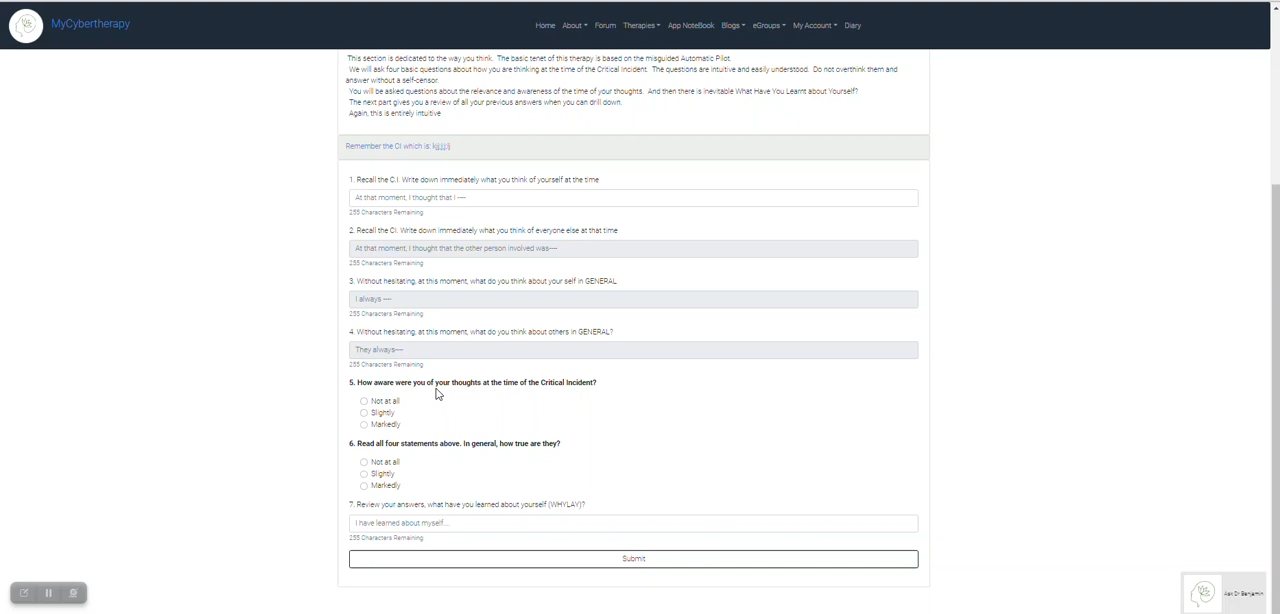 MyCybertherapy
Home About Forum Therapies App NoteBook Blogs eGroups My Account Diary
This section is dedicated to the way you think. The basic tenet of this therapy is based on the misguided Automatic Pilot.
We will ask four basic questions about how you are thinking at the time of the Critical Incident. The questions are intuitive and easily understood. Do not overthink them and
answer without a self-censor.
You will be asked questions about the relevance and awareness of the time of your thoughts. And then there is inevitable What Have You Learnt about Yourself?
The next part gives you a review of all your previous answers when you can drill down.
Again, this is entirely intuitive
Remember the CI which is:
1. Recall the C.I. Write down immediately what you think of yourself at the time
At that moment, I thought that I ----
255 Characters Remaining
2. Recall the CI. Write down immediately what you think of everyone else at that time
At that moment, I thought that the other person involved was----
255 Characters Remaining
3. Without hesitating, at this moment, what do you think about your self in GENERAL
I always ----
255 Characters Remaining
4. Without hesitating, at this moment, what do you think about others in GENERAL?
They always----
255 Characters Remaining
5. How aware were you of your thoughts at the time of the Critical Incident?
Not at all
Slightly
Markedly
6. Read all four statements above. In general, how true are they?
Not at all
Slightly
Markedly
7. Review your answers, what have you learned about yourself (WHYLAY)?
I have learned about myself....
255 Characters Remaining
Submit
Ask Dr Benjamin